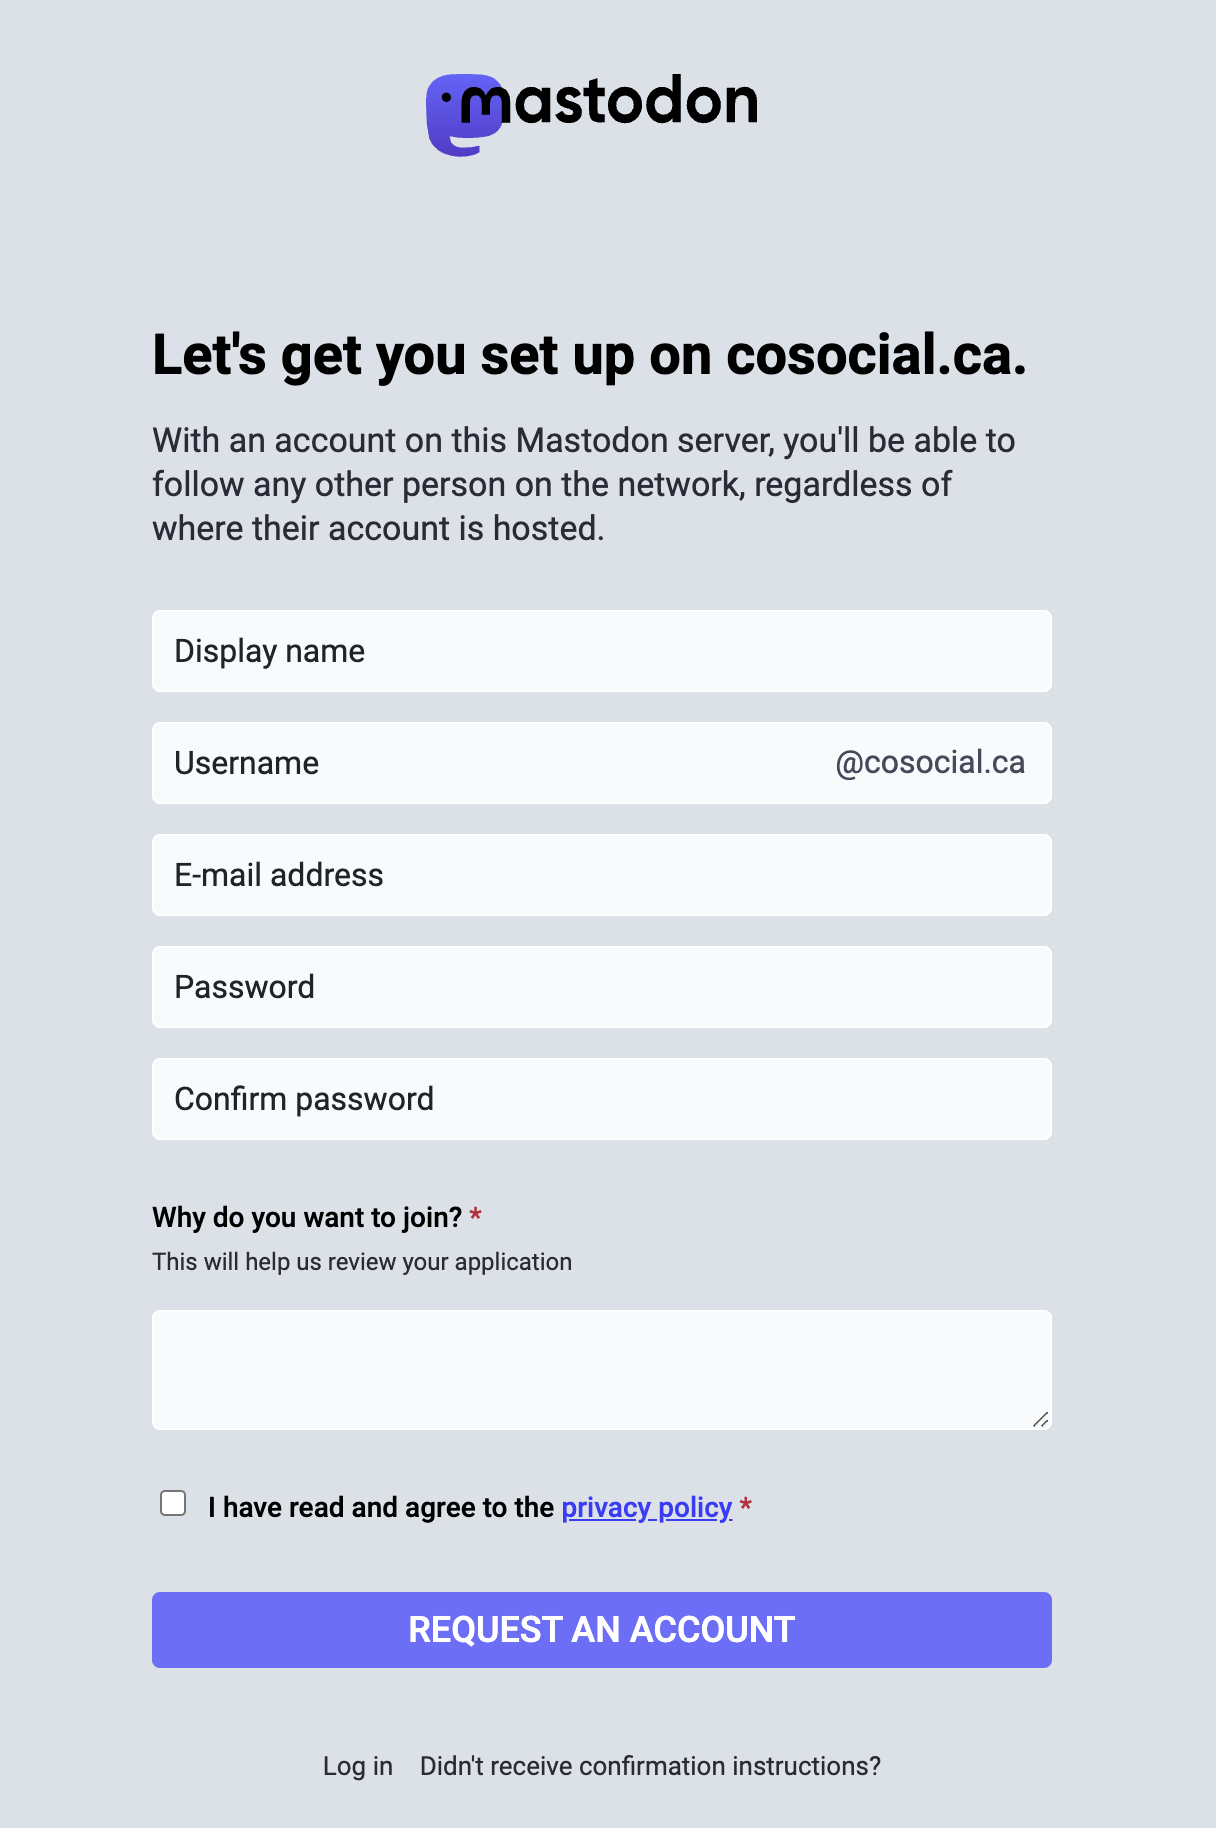 mastodon
Let's get you set up on cosocial.ca.
With an account on this Mastodon server, you'll be able to
follow any other person on the network, regardless of
where their account is hosted.
Display name
Username @cosocial.ca
E-mail address
Password
Confirm password
Why do you want to join? *
This will help us review your application
I have read and agree to the privacy policy *
REQUEST AN ACCOUNT
Log in Didn't receive confirmation instructions?